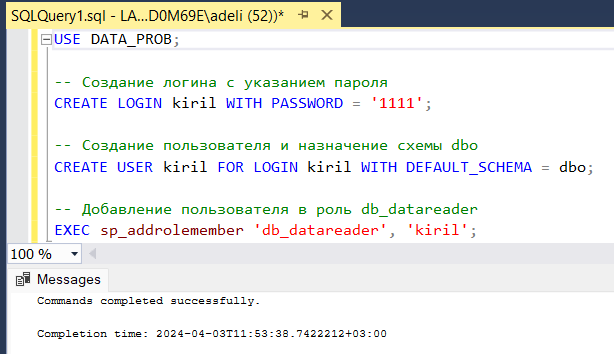 SQLQuery1.sql - LA...D0M69E\adeli (52))*
USE DATA_PROB;
-- Создание логина с указанием пароля
CREATE LOGIN kiril WITH PASSWORD = '1111';
-- Создание пользователя и назначение схемы dbo
CREATE USER kiril FOR LOGIN kiril WITH DEFAULT_SCHEMA = dbo;
-- Добавление пользователя в роль db_datareader
EXEC sp_addrolemember 'db_datareader', 'kiril';
100 %
Messages
Commands completed successfully.
Completion time: 2024-04-03T11:53:38.7422212+03:00